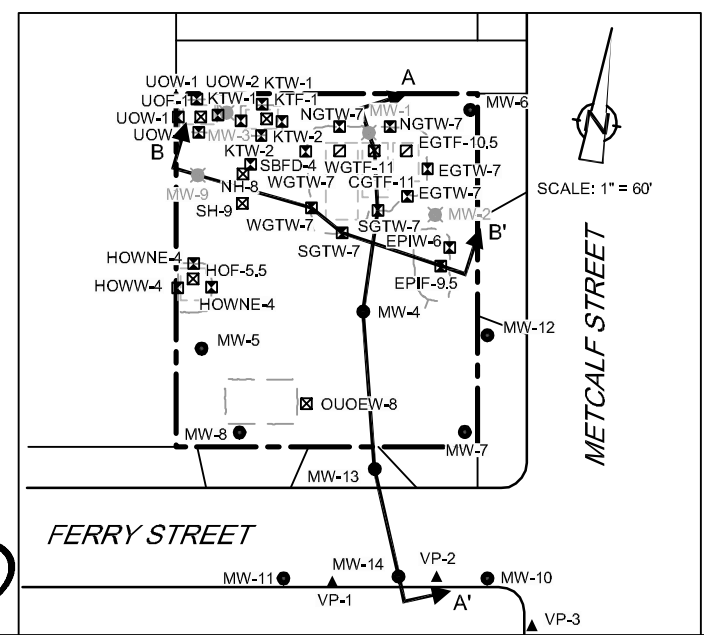 A
UOW-1 UOW-2 KTW-1
UOF-1 KTW-1 KTF-1
NGTW-7 MW-1
MW-6
UOW-1
UOW
MW-3
KTW-2
NGTW-7
EGTF-10.5
B
KTW-2
SBFD-4
WGTF-11
EGTW-7
MW-9
NH-8
WGTW-7
CGTF-11
EGTW-7
SCALE: 1" = 60'
N
SH-9
MW-2
WGTW-7
SGTW-7
SGTW-7
EPIW-6
B'
HOWNE-4
HOF-5.5
EPIF-9.5
HOWW-4
HOWNE-4
MW-4
MW-12
MW-5
METCALF STREET
OUOEW-8
MW-8
MW-7
MW-13
FERRY STREET
MW-11
MW-14
VP-2
MW-10
VP-1
A'
VP-3